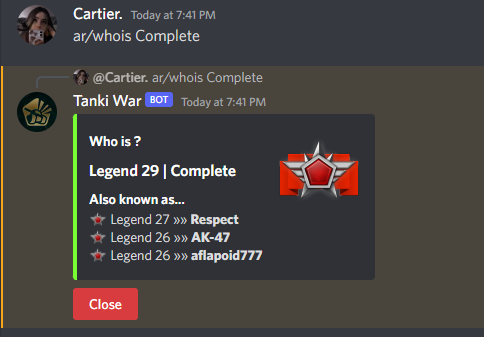 Cartier. Today at 7:41 PM
ar/whois Complete
@Cartier. ar/whois Complete
Tanki War BOT Today at 7:41 PM
Who is ?
Legend 29 | Complete
Also known as...
Legend 27 »» Respect
Legend 26 »» AK-47
Legend 26 »» aflapoid777
Close